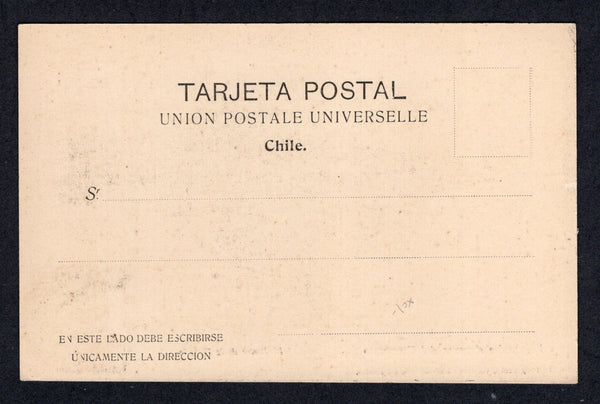 TARJETA POSTAL
UNION POSTALE UNIVERSELLE
Chile.
Sr.
EN ESTE LADO DEBE ESCRIBIRSE
ÚNICAMENTE LA DIRECCION